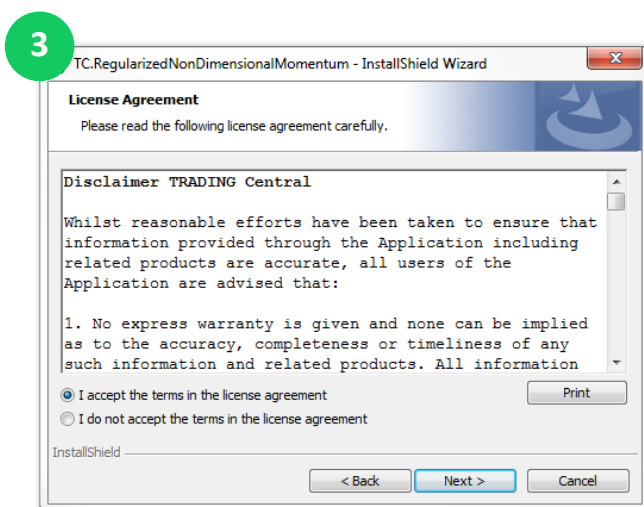 3
TC.RegularizedNonDimensionalMomentum - InstallShield Wizard
License Agreement
Please read the following license agreement carefully.
Disclaimer TRADING Central
Whilst reasonable efforts have been taken to ensure that
information provided through the Application including
related products are accurate, all users of the
Application are advised that:
1. No express warranty is given and none can be implied
as to the accuracy, completeness or timeliness of any
such information and related products. All information
I accept the terms in the license agreement
Print
I do not accept the terms in the license agreement
InstallShield
< Back
Next >
Cancel